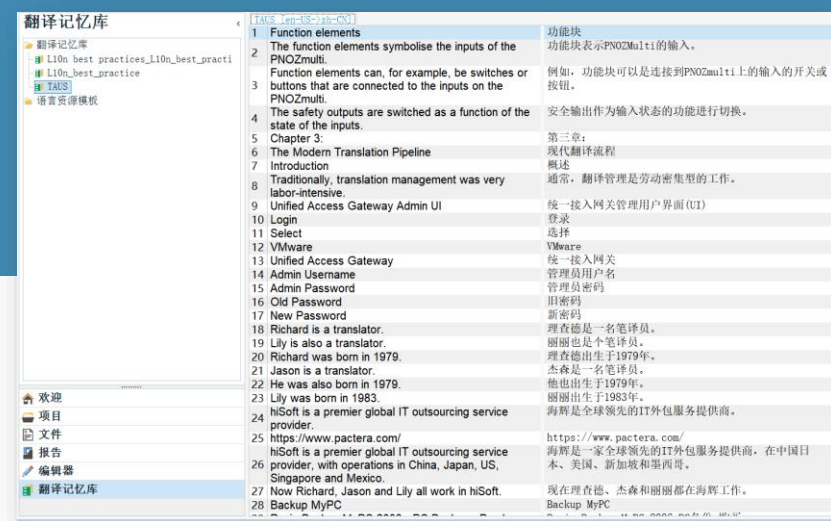 翻译记忆库
翻译记忆库
L10n best practices_L10n_best_practi
L10n_best_practice
TAUS
语言资源模板
欢迎
项目
文件
报告
编辑器
翻译记忆库
TAUS [en-US->zh-CN]
1 Function elements 功能块
2 The function elements symbolise the inputs of the 功能块表示PNOZMulti的输入。
PNOZmulti.
3 Function elements can, for example, be switches or 例如，功能块可以是连接到PNOZmulti上的输入的开关或
buttons that are connected to the inputs on the 按钮。
PNOZmulti.
4 The safety outputs are switched as a function of the 安全输出作为输入状态的功能进行切换。
state of the inputs.
5 Chapter 3: 第三章：
6 The Modern Translation Pipeline 现代翻译流程
7 Introduction 概述
8 Traditionally, translation management was very 通常，翻译管理是劳动密集型的工作。
labor-intensive.
9 Unified Access Gateway Admin UI 统一接入网关管理用户界面(UI)
10 Login 登录
11 Select 选择
12 VMware VMware
13 Unified Access Gateway 统一接入网关
14 Admin Username 管理员用户名
15 Admin Password 管理员密码
16 Old Password 旧密码
17 New Password 新密码
18 Richard is a translator. 理查德是一名笔译员。
19 Lily is also a translator. 丽丽也是个笔译员。
20 Richard was born in 1979. 理查德出生于1979年。
21 Jason is a translator. 杰森是一名笔译员。
22 He was also born in 1979. 他也出生于1979年。
23 Lily was born in 1983. 丽丽出生于1983年。
24 hiSoft is a premier global IT outsourcing service 海辉是全球领先的IT外包服务提供商。
provider.
25 https://www.pactera.com/ https://www.pactera.com/
26 hiSoft is a premier global IT outsourcing service 海辉是一家全球领先的IT外包服务提供商，在中国日
provider, with operations in China, Japan, US, 本、美国、新加坡和墨西哥。
Singapore and Mexico.
27 Now Richard, Jason and Lily all work in hiSoft. 现在理查德、杰森和丽丽都在海辉工作。
28 Backup MyPC Backup MyPC